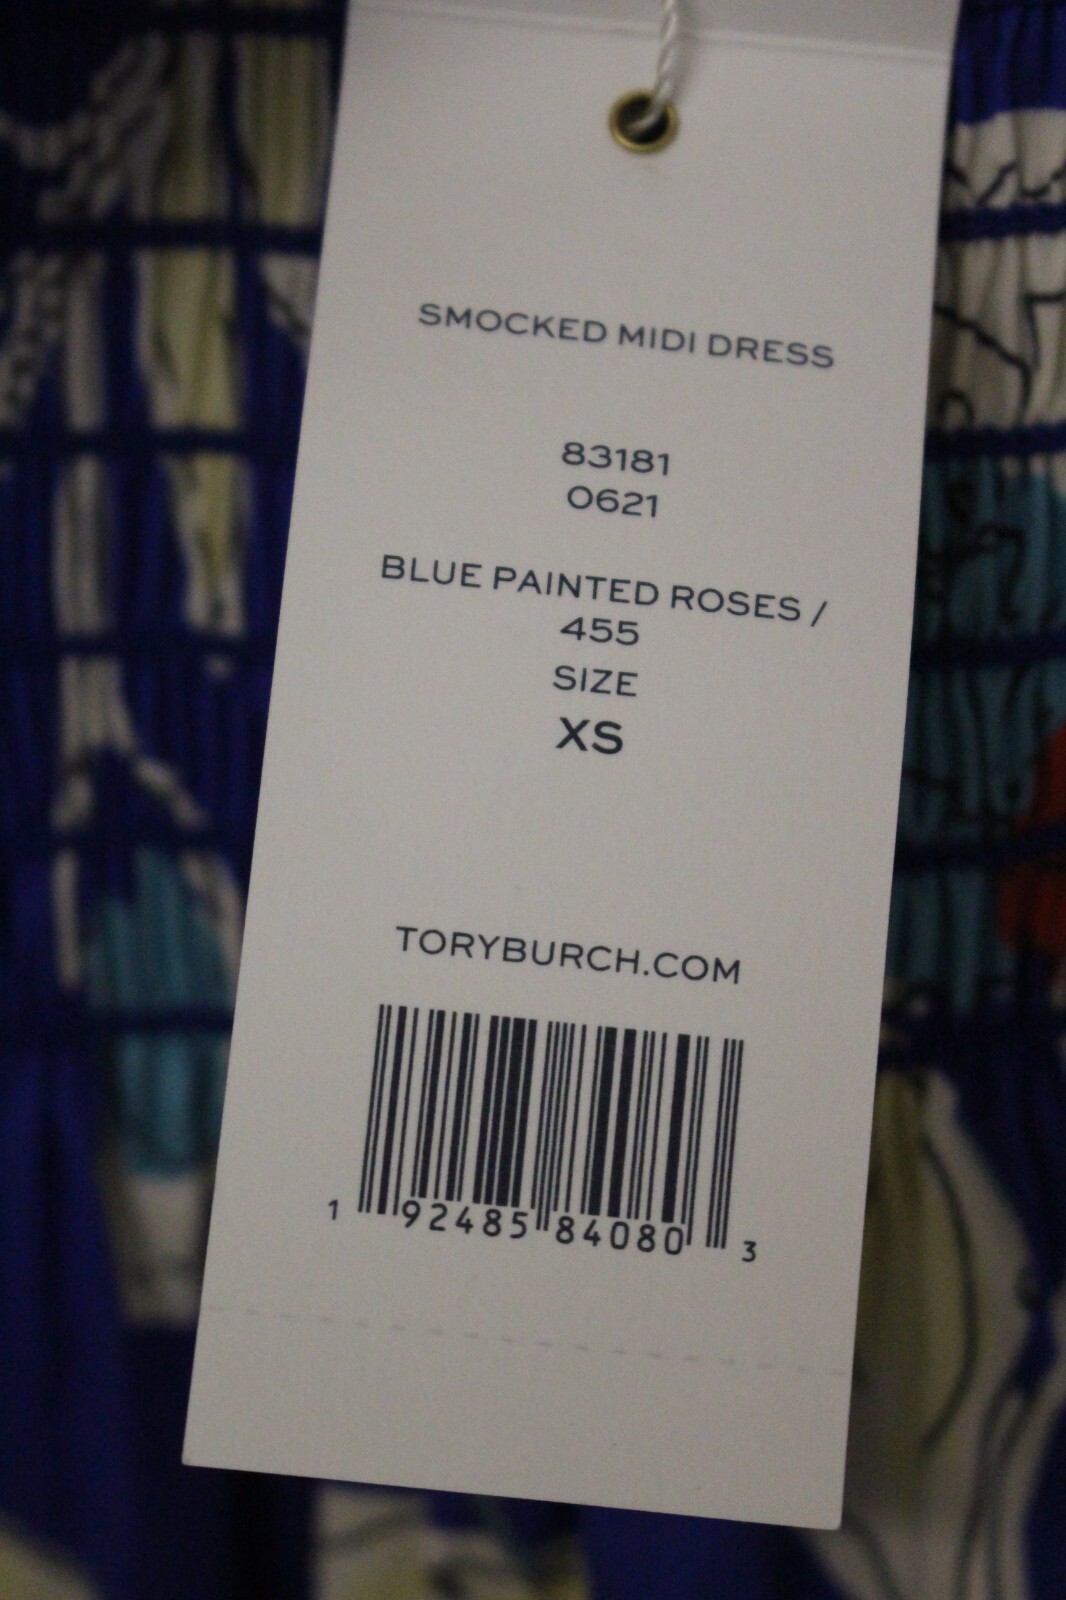 SMOCKED MIDI DRESS
83181
0621
BLUE PAINTED ROSES /
455
SIZE
XS
TORYBURCH.COM
1 92485 84080 3